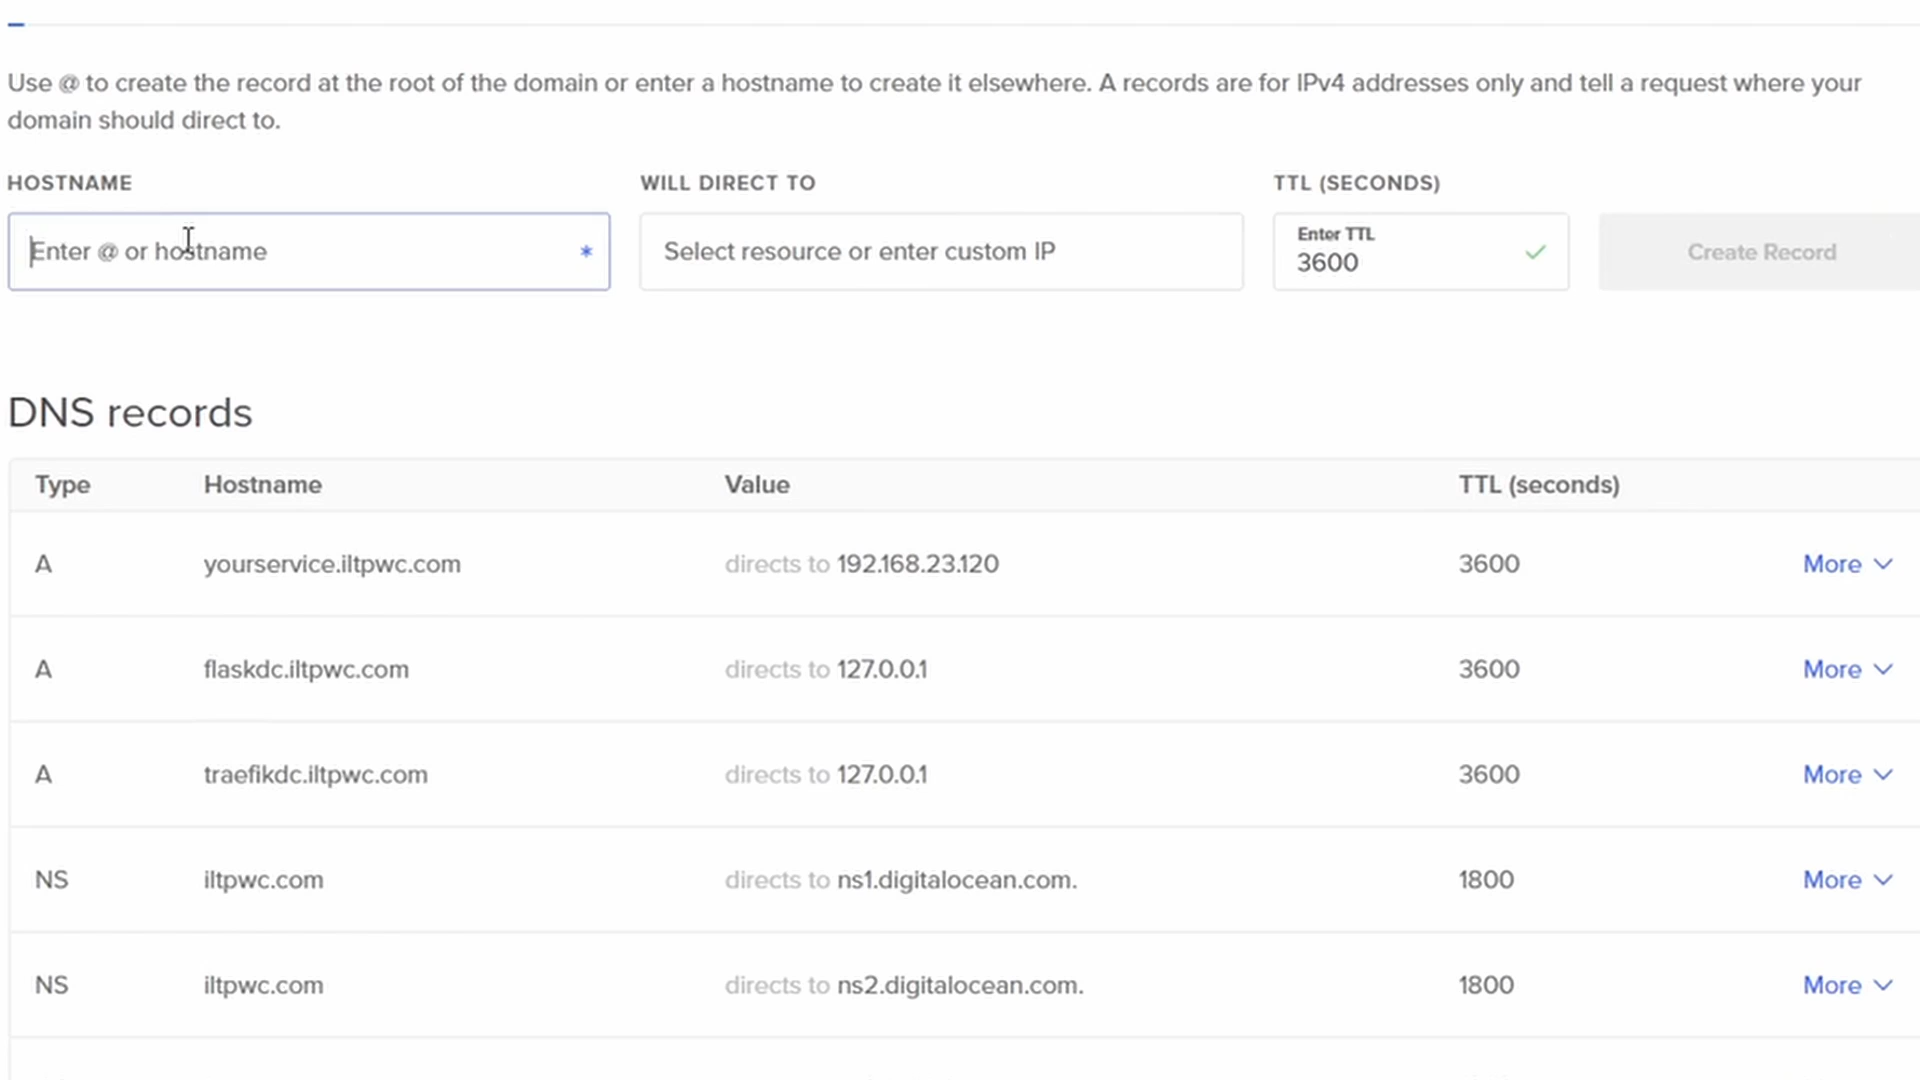 Use @ to create the record at the root of the domain or enter a hostname to create it elsewhere. A records are for IPv4 addresses only and tell a request where your
domain should direct to.
HOSTNAME WILL DIRECT TO TTL (SECONDS)
Enter @ or hostname * Select resource or enter custom IP Enter TTL
3600
Create Record
DNS records
Type Hostname Value TTL (seconds)
A yourservice.iltpwc.com directs to 192.168.23.120 3600 More
A flaskdc.iltpwc.com directs to 127.0.0.1 3600 More
A traefikdc.iltpwc.com directs to 127.0.0.1 3600 More
NS iltpwc.com directs to ns1.digitalocean.com. 1800 More
NS iltpwc.com directs to ns2.digitalocean.com. 1800 More